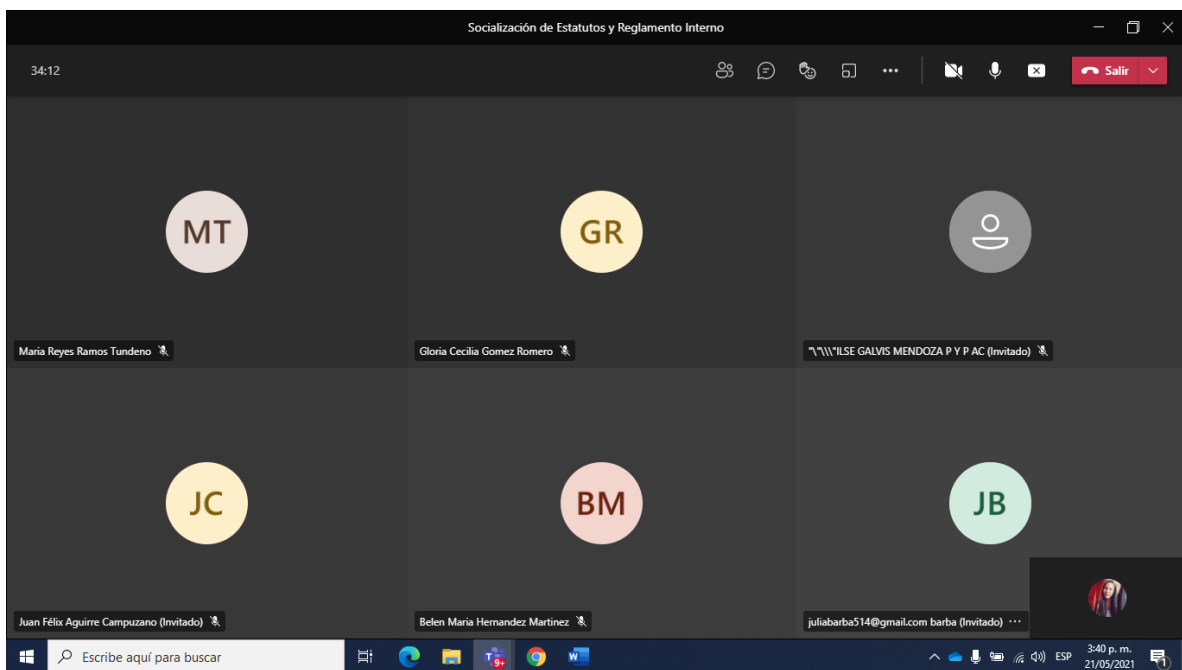 Socialización de Estatutos y Reglamento Interno
34:12
Salir
MT
GR
Maria Reyes Ramos Tundeno
Gloria Cecilia Gomez Romero
"\"\\\"ILSE GALVIS MENDOZA P Y P AC (Invitado)
JC
BM
JB
Juan Félix Aguirre Campuzano (Invitado)
Belen Maria Hernandez Martinez
juliabarba514@gmail.com barba (Invitado) ···
Escribe aquí para buscar
9+
ESP
3:40 p. m.
21/05/2021
1